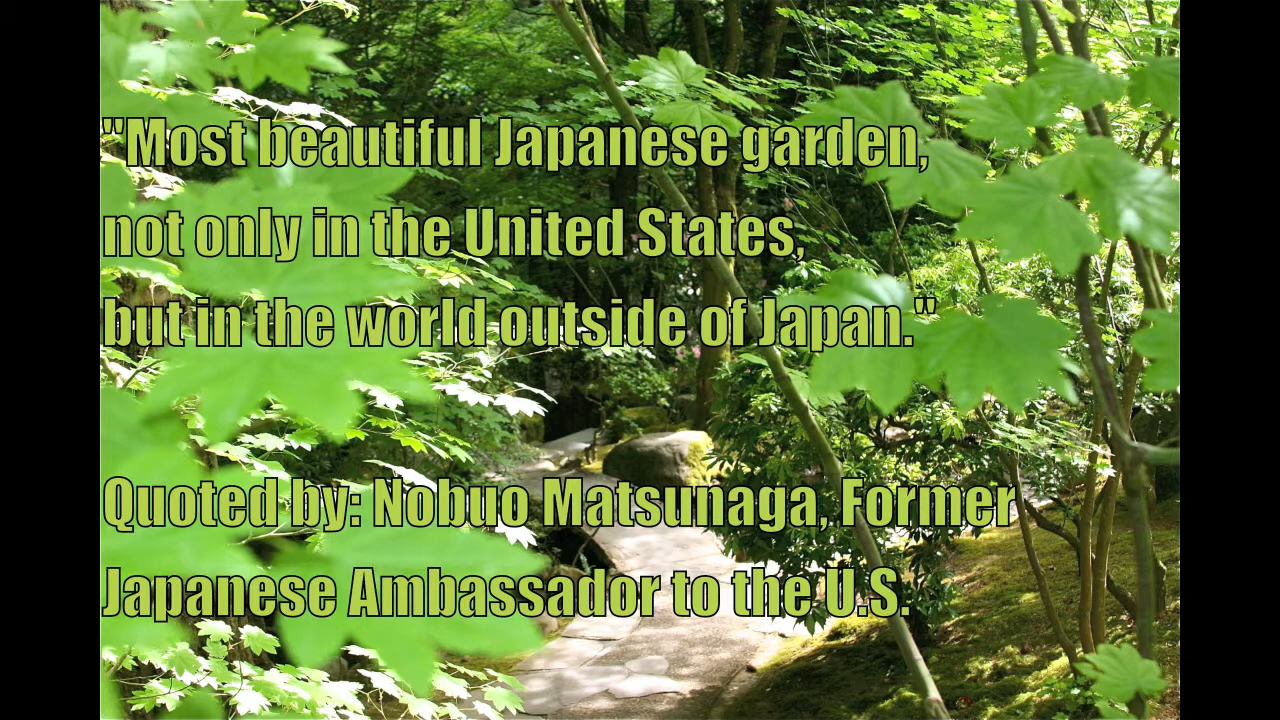 "Most beautiful Japanese garden,
not only in the United States,
but in the world outside of Japan."
Quoted by: Nobuo Matsunaga, Former
Japanese Ambassador to the U.S.